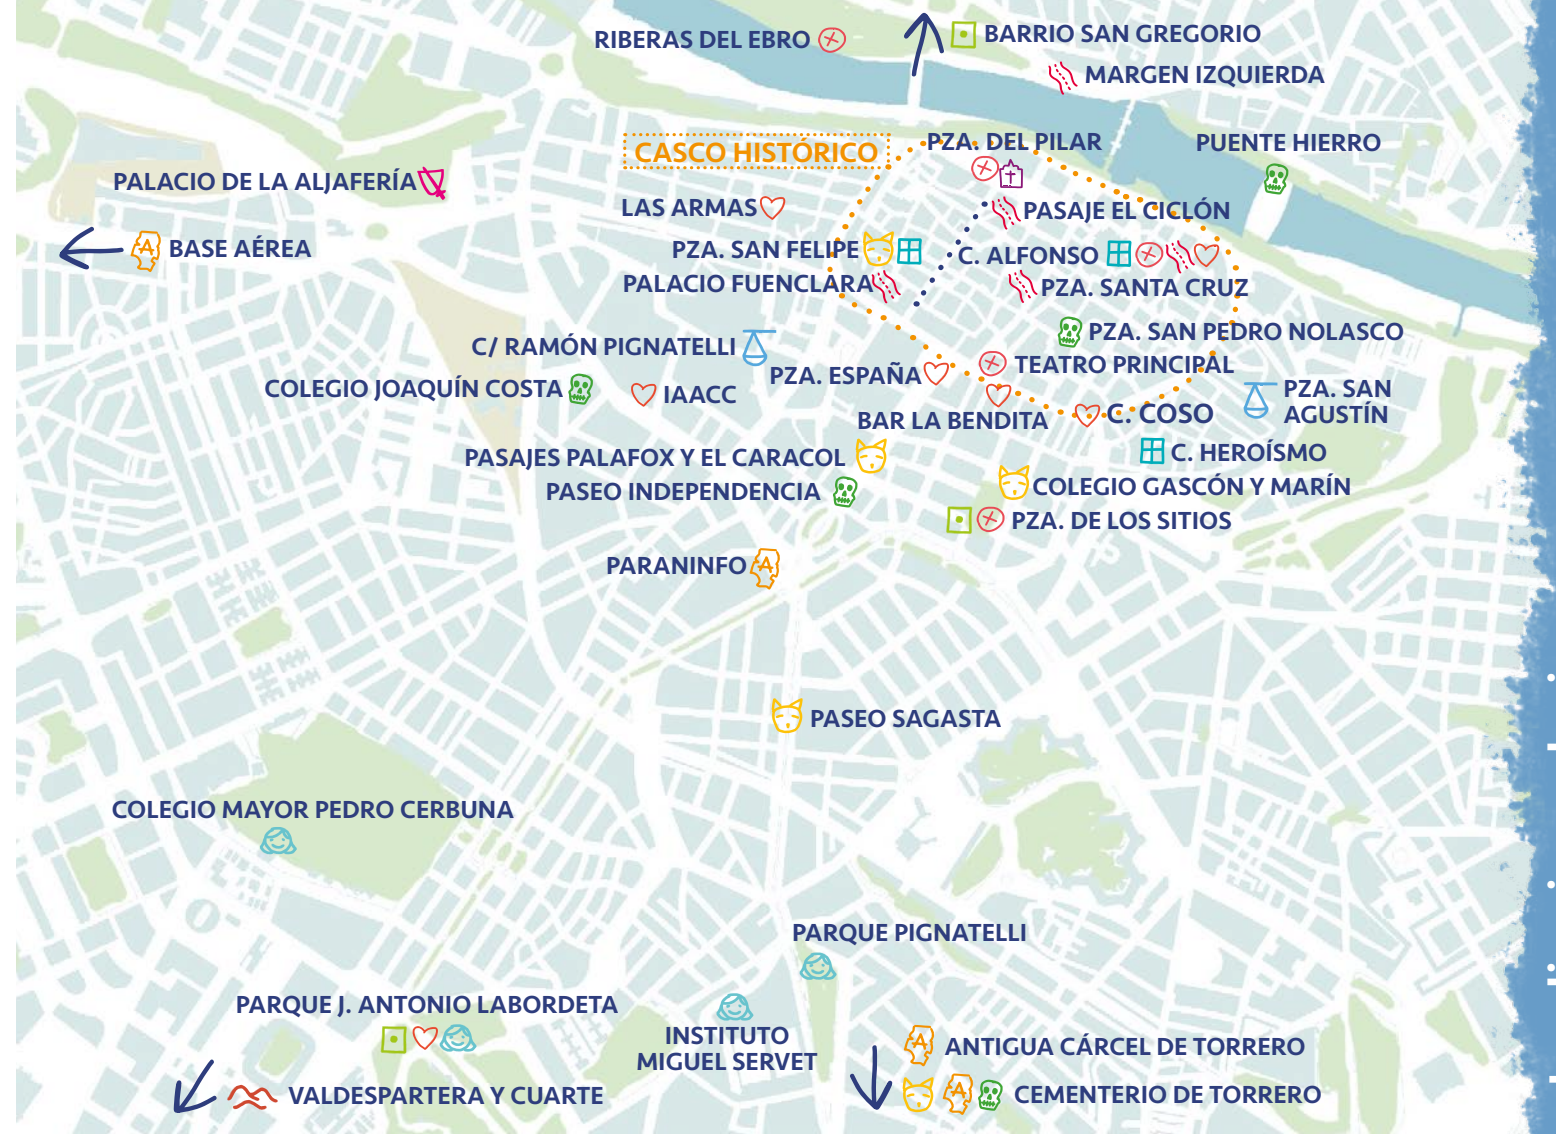 RIBERAS DEL EBRO
BARRIO SAN GREGORIO
MARGEN IZQUIERDA
CASCO HISTÓRICO
PZA. DEL PILAR
PUENTE HIERRO
PALACIO DE LA ALJAFERÍA
LAS ARMAS
PASAJE EL CICLÓN
BASE AÉREA
PZA. SAN FELIPE
C. ALFONSO
PALACIO FUENCLARA
PZA. SANTA CRUZ
C/ RAMÓN PIGNATELLI
PZA. SAN PEDRO NOLASCO
TEATRO PRINCIPAL
PZA. ESPAÑA
COLEGIO JOAQUÍN COSTA
IAACC
PZA. SAN
AGUSTÍN
BAR LA BENDITA
C. COSO
C. HEROÍSMO
PASAJES PALAFOX Y EL CARACOL
PASEO INDEPENDENCIA
COLEGIO GASCÓN Y MARÍN
PZA. DE LOS SITIOS
PARANINFO
PASEO SAGASTA
COLEGIO MAYOR PEDRO CERBUNA
PARQUE PIGNATELLI
PARQUE J. ANTONIO LABORDETA
INSTITUTO
MIGUEL SERVET
ANTIGUA CÁRCEL DE TORRERO
VALDESPARTERA Y CUARTE
CEMENTERIO DE TORRERO